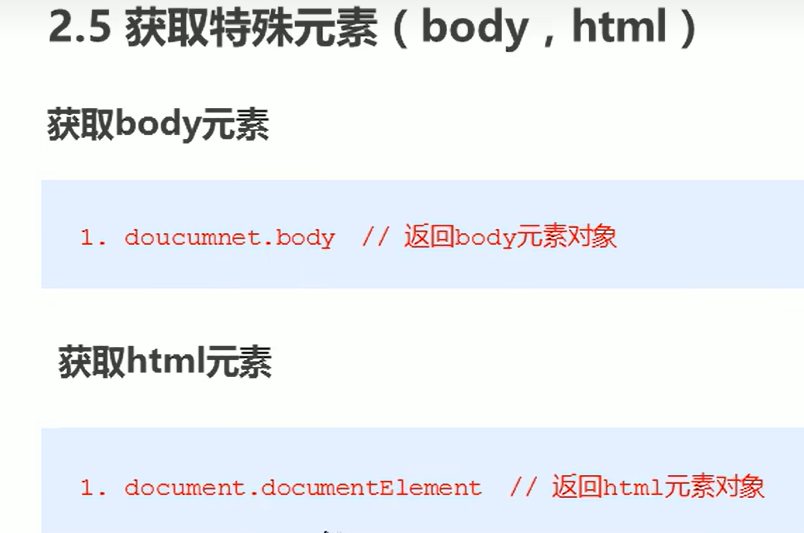 2.5 获取特殊元素（body，html）
获取body元素
1. doucumnet.body // 返回body元素对象
获取html元素
1. document.documentElement // 返回html元素对象